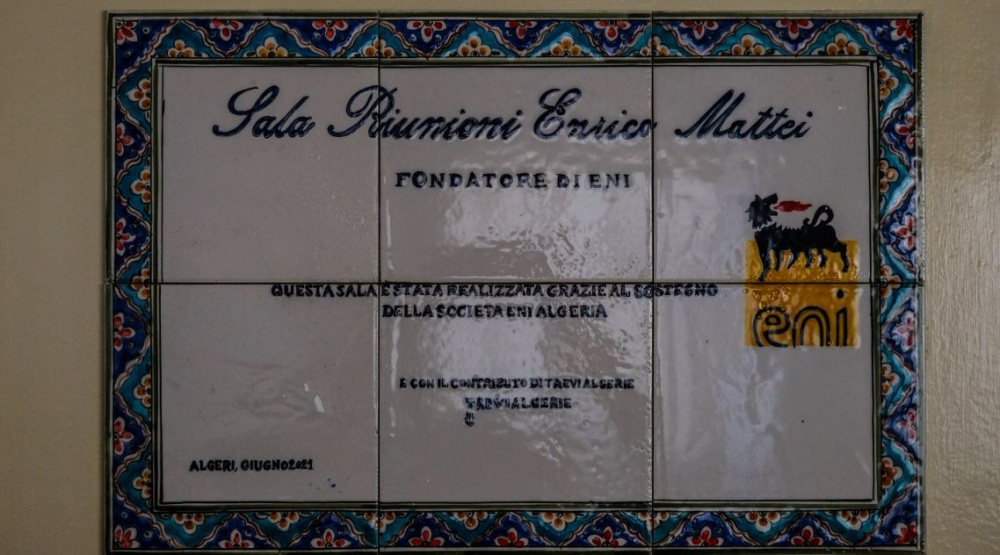 Sala Riunioni Enrico Mattei
FONDATORE DI ENI
QUESTA SALA È STATA REALIZZATA GRAZIE AL SOSTEGNO
DELLA SOCIETA ENI ALGERIA
eni
E CON IL CONTRIBUTO DI TREVI ALGERIE
TREVI ALGERIE
ALGERI, GIUGNO 2021